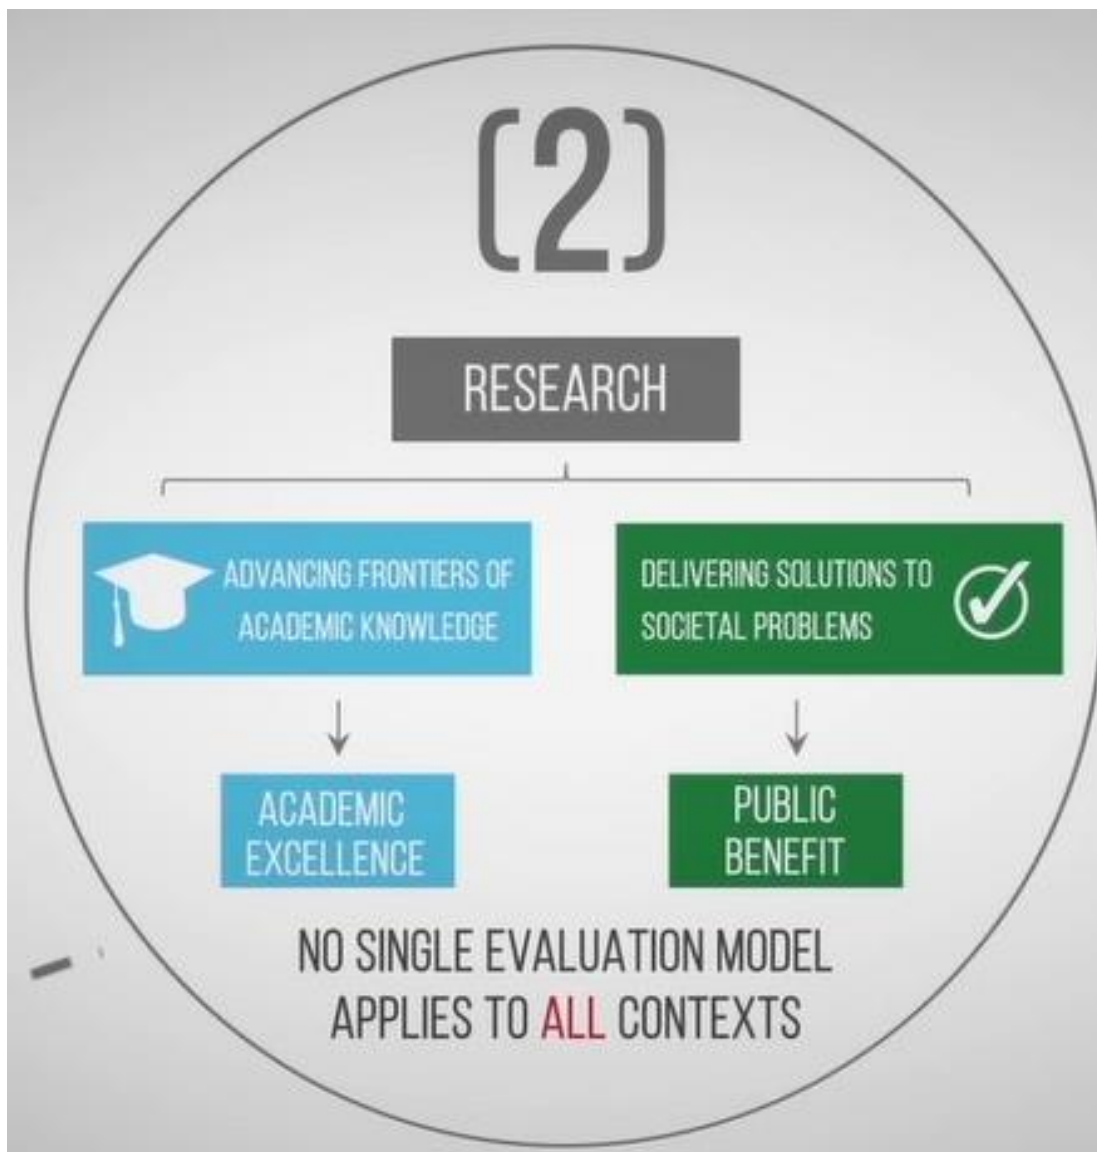 (2)
RESEARCH
ADVANCING FRONTIERS OF
ACADEMIC KNOWLEDGE
DELIVERING SOLUTIONS TO
SOCIETAL PROBLEMS
ACADEMIC
EXCELLENCE
PUBLIC
BENEFIT
NO SINGLE EVALUATION MODEL
APPLIES TO ALL CONTEXTS